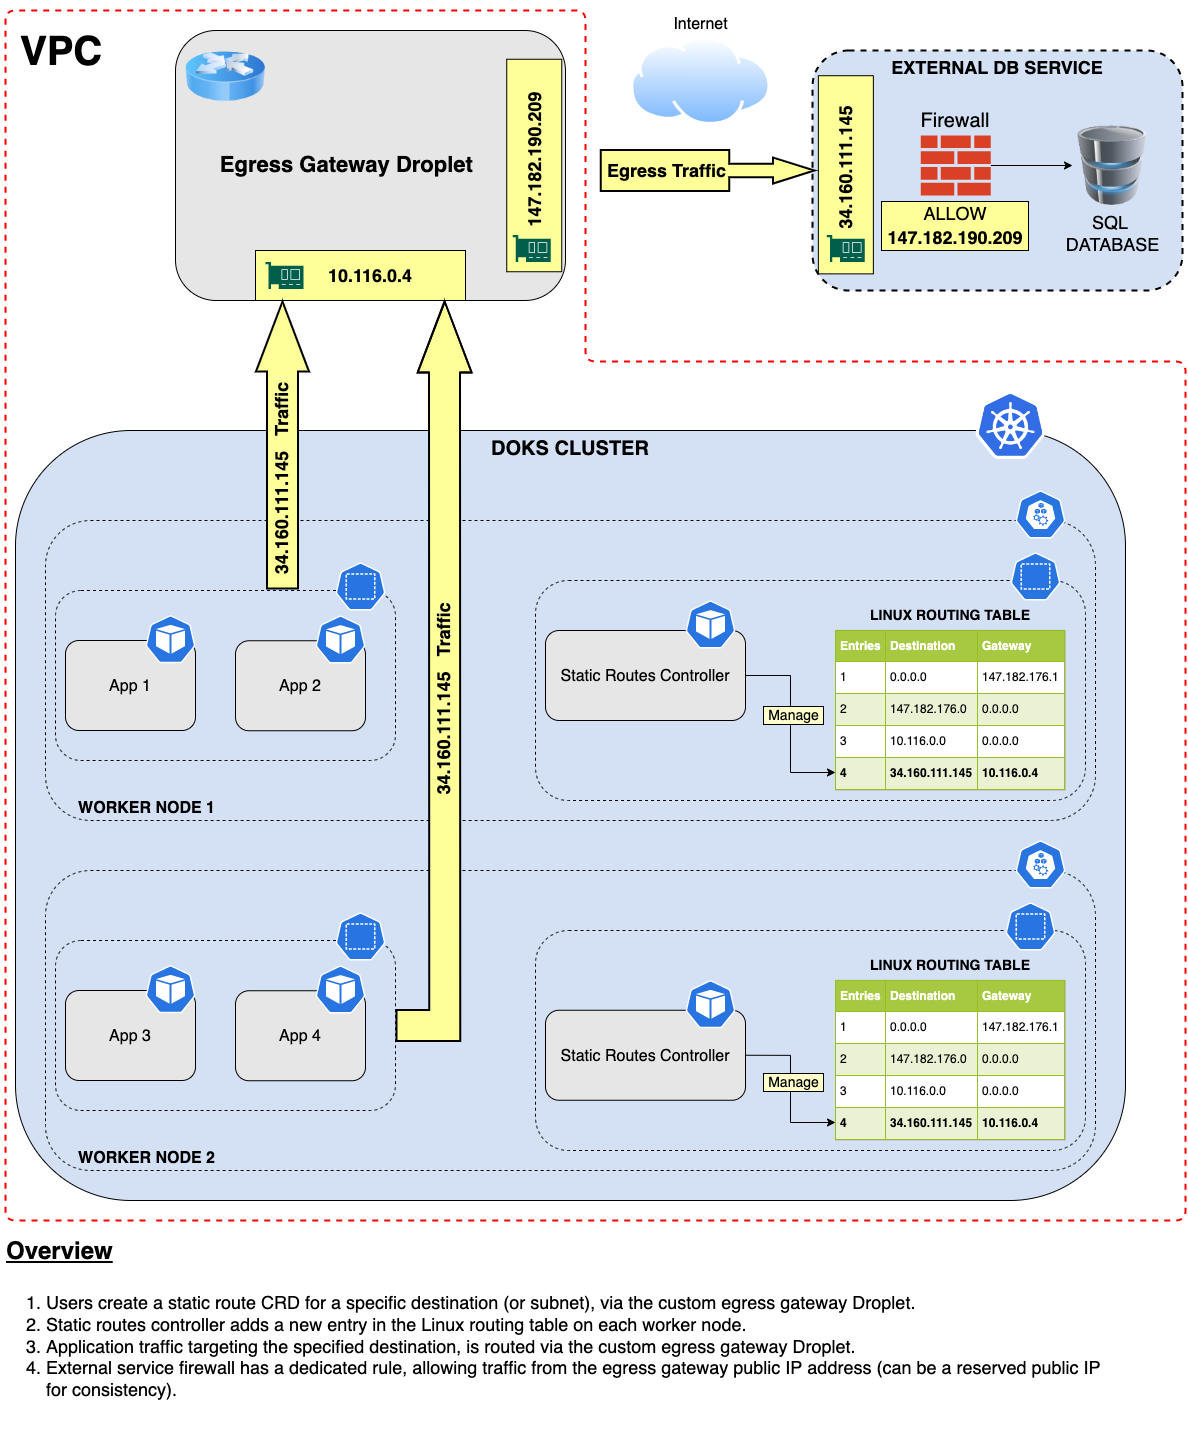 VPC
Egress Gateway Droplet
147.182.190.209
10.116.0.4
Internet
Egress Traffic
EXTERNAL DB SERVICE
34.160.111.145
Firewall
ALLOW
147.182.190.209
SQL
DATABASE
34.160.111.145 Traffic
34.160.111.145 Traffic
DOKS CLUSTER
App 1
App 2
WORKER NODE 1
Static Routes Controller
Manage
LINUX ROUTING TABLE
Entries Destination Gateway
1 0.0.0.0 147.182.176.1
2 147.182.176.0 0.0.0.0
3 10.116.0.0 0.0.0.0
4 34.160.111.145 10.116.0.4
App 3
App 4
WORKER NODE 2
Static Routes Controller
Manage
LINUX ROUTING TABLE
Entries Destination Gateway
1 0.0.0.0 147.182.176.1
2 147.182.176.0 0.0.0.0
3 10.116.0.0 0.0.0.0
4 34.160.111.145 10.116.0.4
Overview
1. Users create a static route CRD for a specific destination (or subnet), via the custom egress gateway Droplet.
2. Static routes controller adds a new entry in the Linux routing table on each worker node.
3. Application traffic targeting the specified destination, is routed via the custom egress gateway Droplet.
4. External service firewall has a dedicated rule, allowing traffic from the egress gateway public IP address (can be a reserved public IP
for consistency).